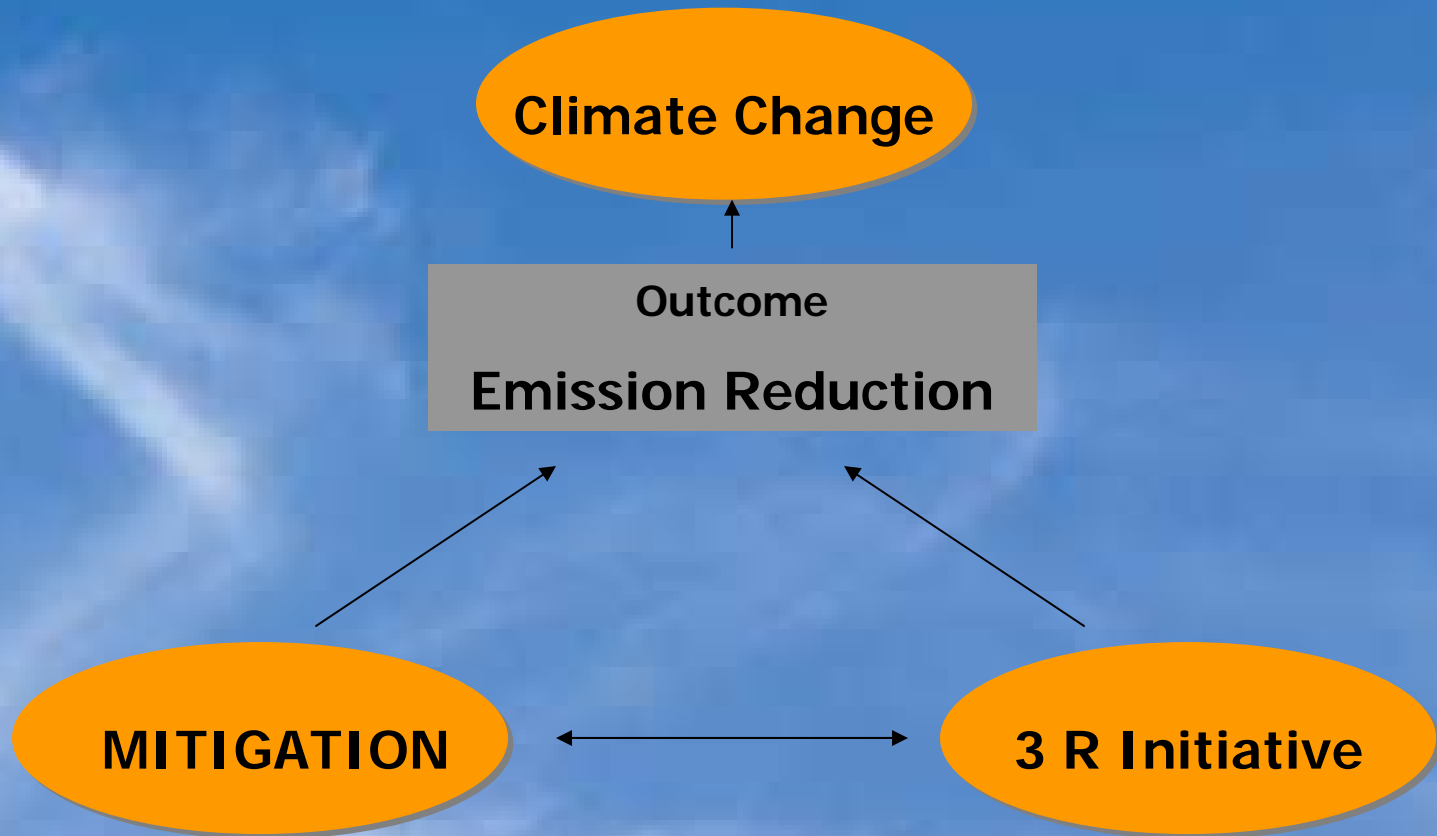 Climate Change
Outcome
Emission Reduction
MITIGATION
3 R Initiative